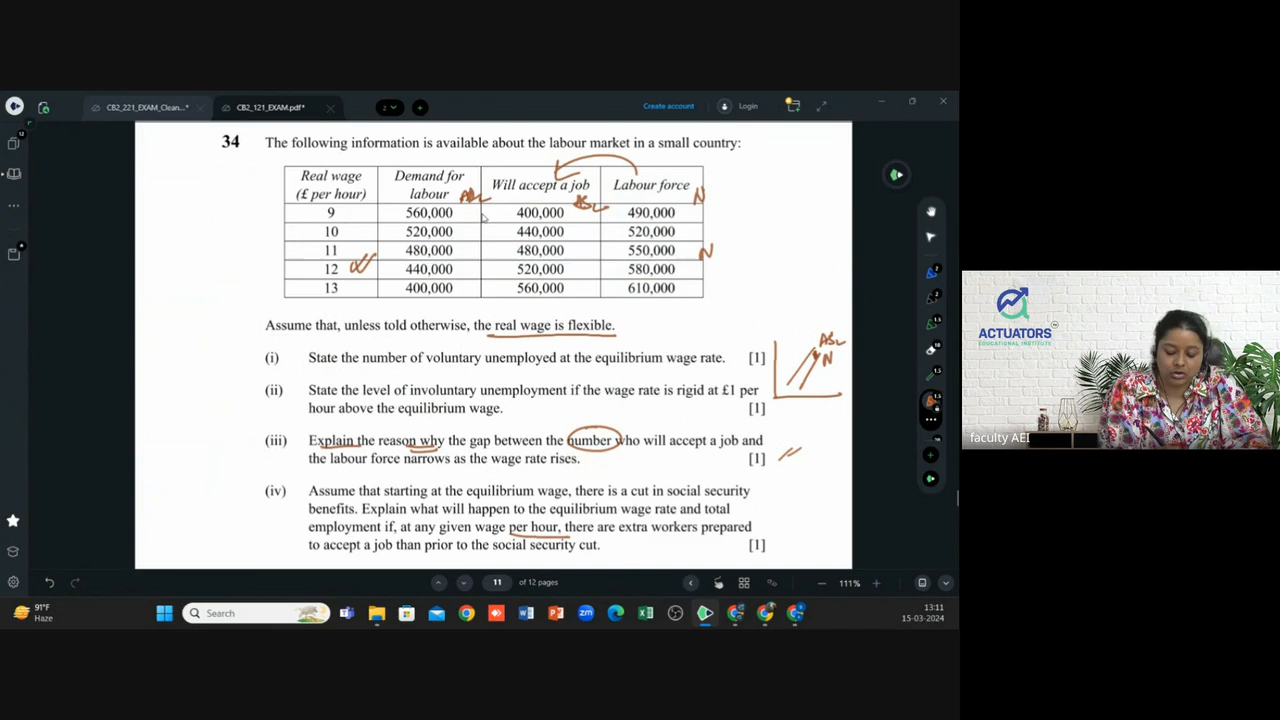 CB2_221_EXAM_Clean...*
CB2_121_EXAM.pdf*
2
Create account
Login
34 The following information is available about the labour market in a small country:
Real wage (£ per hour) Demand for labour Will accept a job Labour force
ADL ASL N
9 560,000 400,000 490,000
10 520,000 440,000 520,000
11 480,000 480,000 550,000 N
12 440,000 520,000 580,000
13 400,000 560,000 610,000
Assume that, unless told otherwise, the real wage is flexible.
(i) State the number of voluntary unemployed at the equilibrium wage rate. [1]
ASL
N
(ii) State the level of involuntary unemployment if the wage rate is rigid at £1 per
hour above the equilibrium wage. [1]
(iii) Explain the reason why the gap between the number who will accept a job and
the labour force narrows as the wage rate rises. [1]
(iv) Assume that starting at the equilibrium wage, there is a cut in social security
benefits. Explain what will happen to the equilibrium wage rate and total
employment if, at any given wage per hour, there are extra workers prepared
to accept a job than prior to the social security cut. [1]
ACTUATORS
EDUCATIONAL INSTITUTE
faculty AEI
11 of 12 pages
111%
91°F
Haze
Search
13:11
15-03-2024